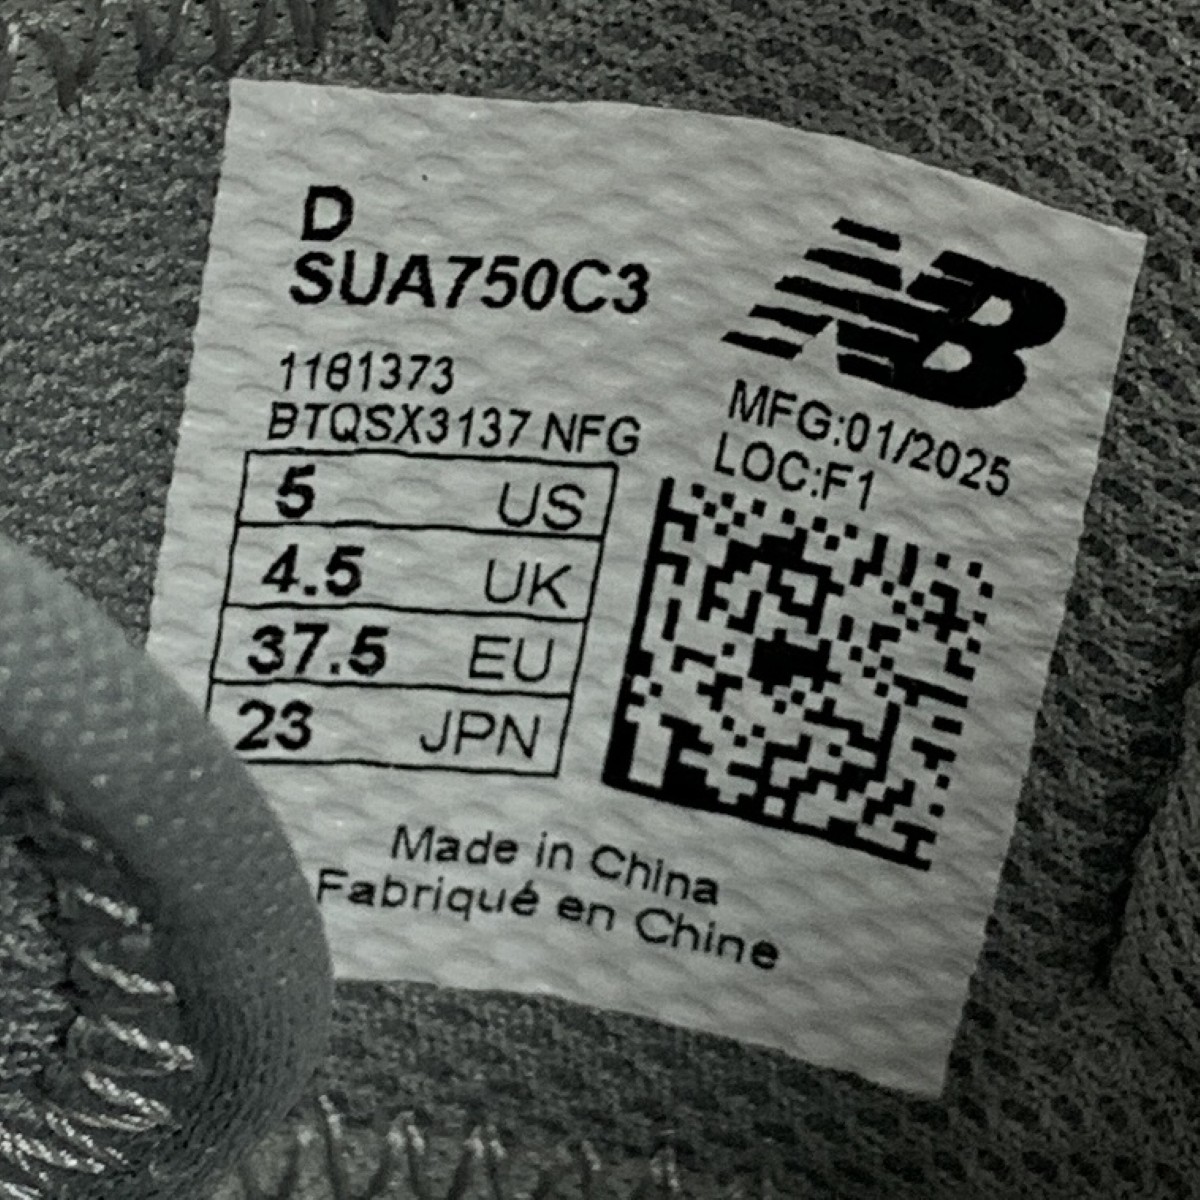 D
SUA750C3
1181373
BTQSX3137 NFG
NB
MFG:01/2025
LOC:F1
5 US
4.5 UK
37.5 EU
23 JPN
Made in China
Fabriqué en Chine